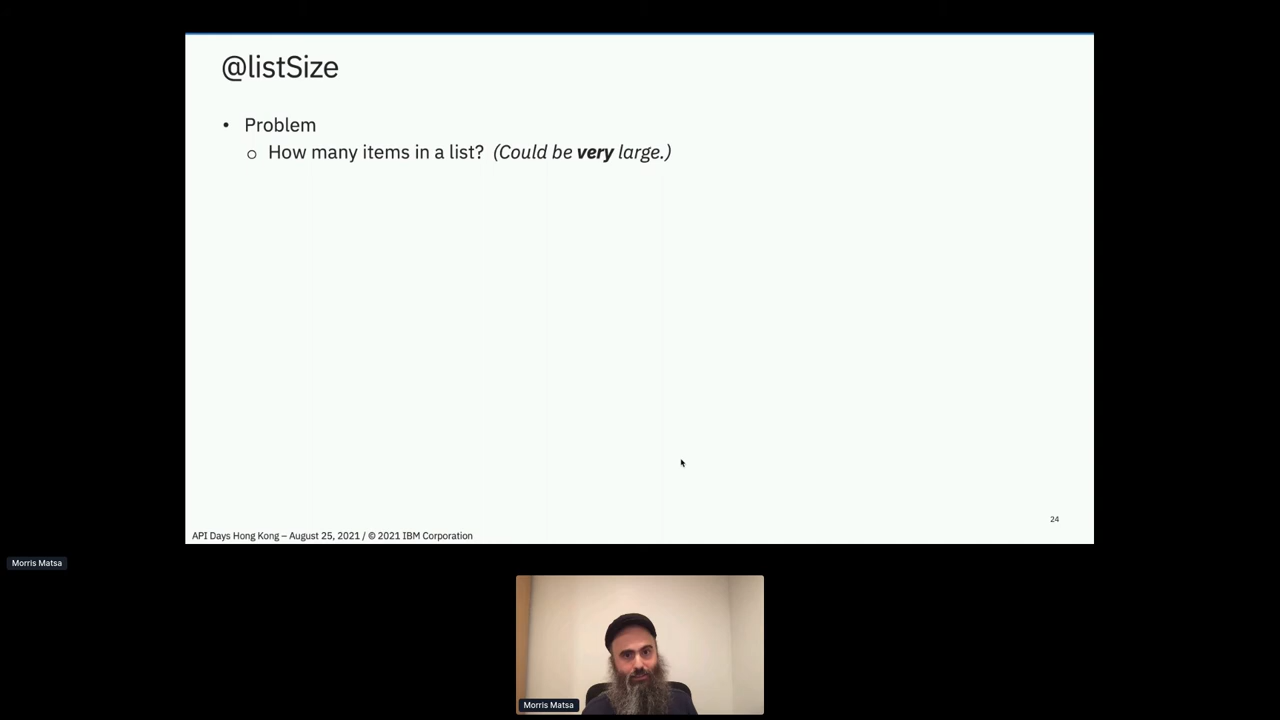 @listSize
• Problem
o How many items in a list? (Could be very large.)
24
API Days Hong Kong – August 25, 2021 / © 2021 IBM Corporation
Morris Matsa
Morris Matsa